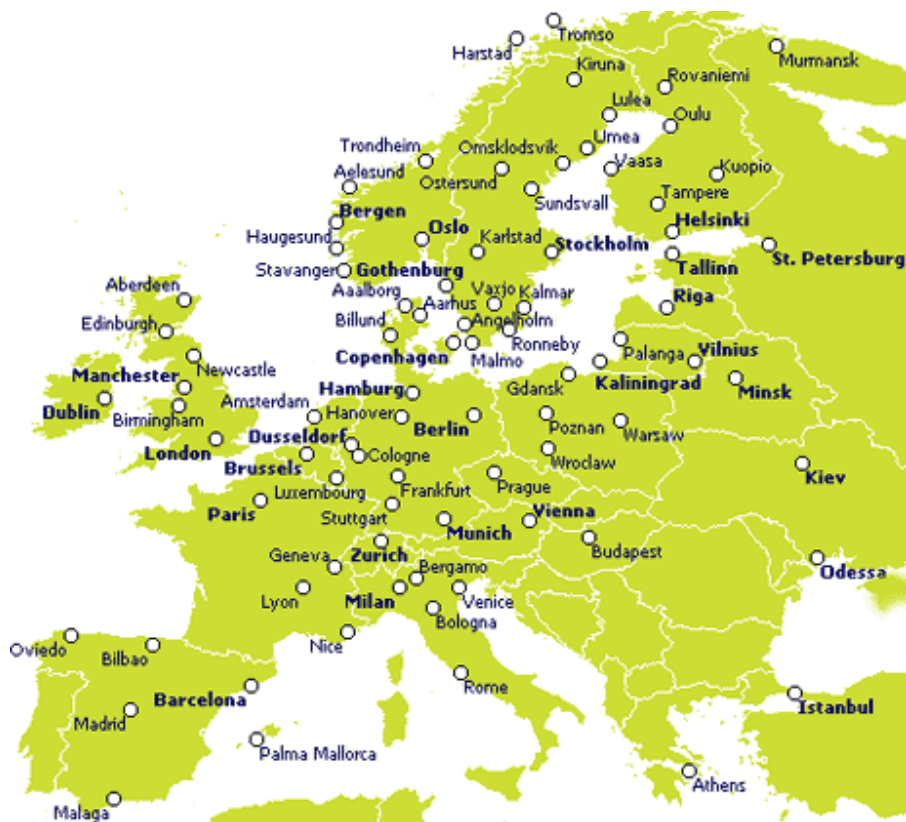 Tromso
Harstad
Murmansk
Kiruna
Rovaniemi
Lulea
Oulu
Umea
Trondheim
Omsklodsvik
Vaasa
Kuopio
Aelesund
Ostersund
Sundsvall
Tampere
Bergen
Helsinki
Haugesund
Oslo
Karlstad
Stockholm
St. Petersburg
Stavanger
Gothenburg
Tallinn
Aberdeen
Aaalborg
Aarhus
Vaxjo
Kalmar
Riga
Edinburgh
Billund
Angelholm
Ronneby
Palanga
Vilnius
Newcastle
Copenhagen
Malmo
Manchester
Hamburg
Gdansk
Kaliningrad
Minsk
Dublin
Birmingham
Amsterdam
Hanover
Berlin
Poznan
Warsaw
London
Dusseldorf
Cologne
Wroclaw
Brussels
Kiev
Luxembourg
Frankfurt
Prague
Paris
Stuttgart
Munich
Vienna
Geneva
Zurich
Budapest
Bergamo
Odessa
Lyon
Milan
Venice
Bologna
Oviedo
Bilbao
Nice
Barcelona
Rome
Istanbul
Madrid
Palma Mallorca
Athens
Malaga